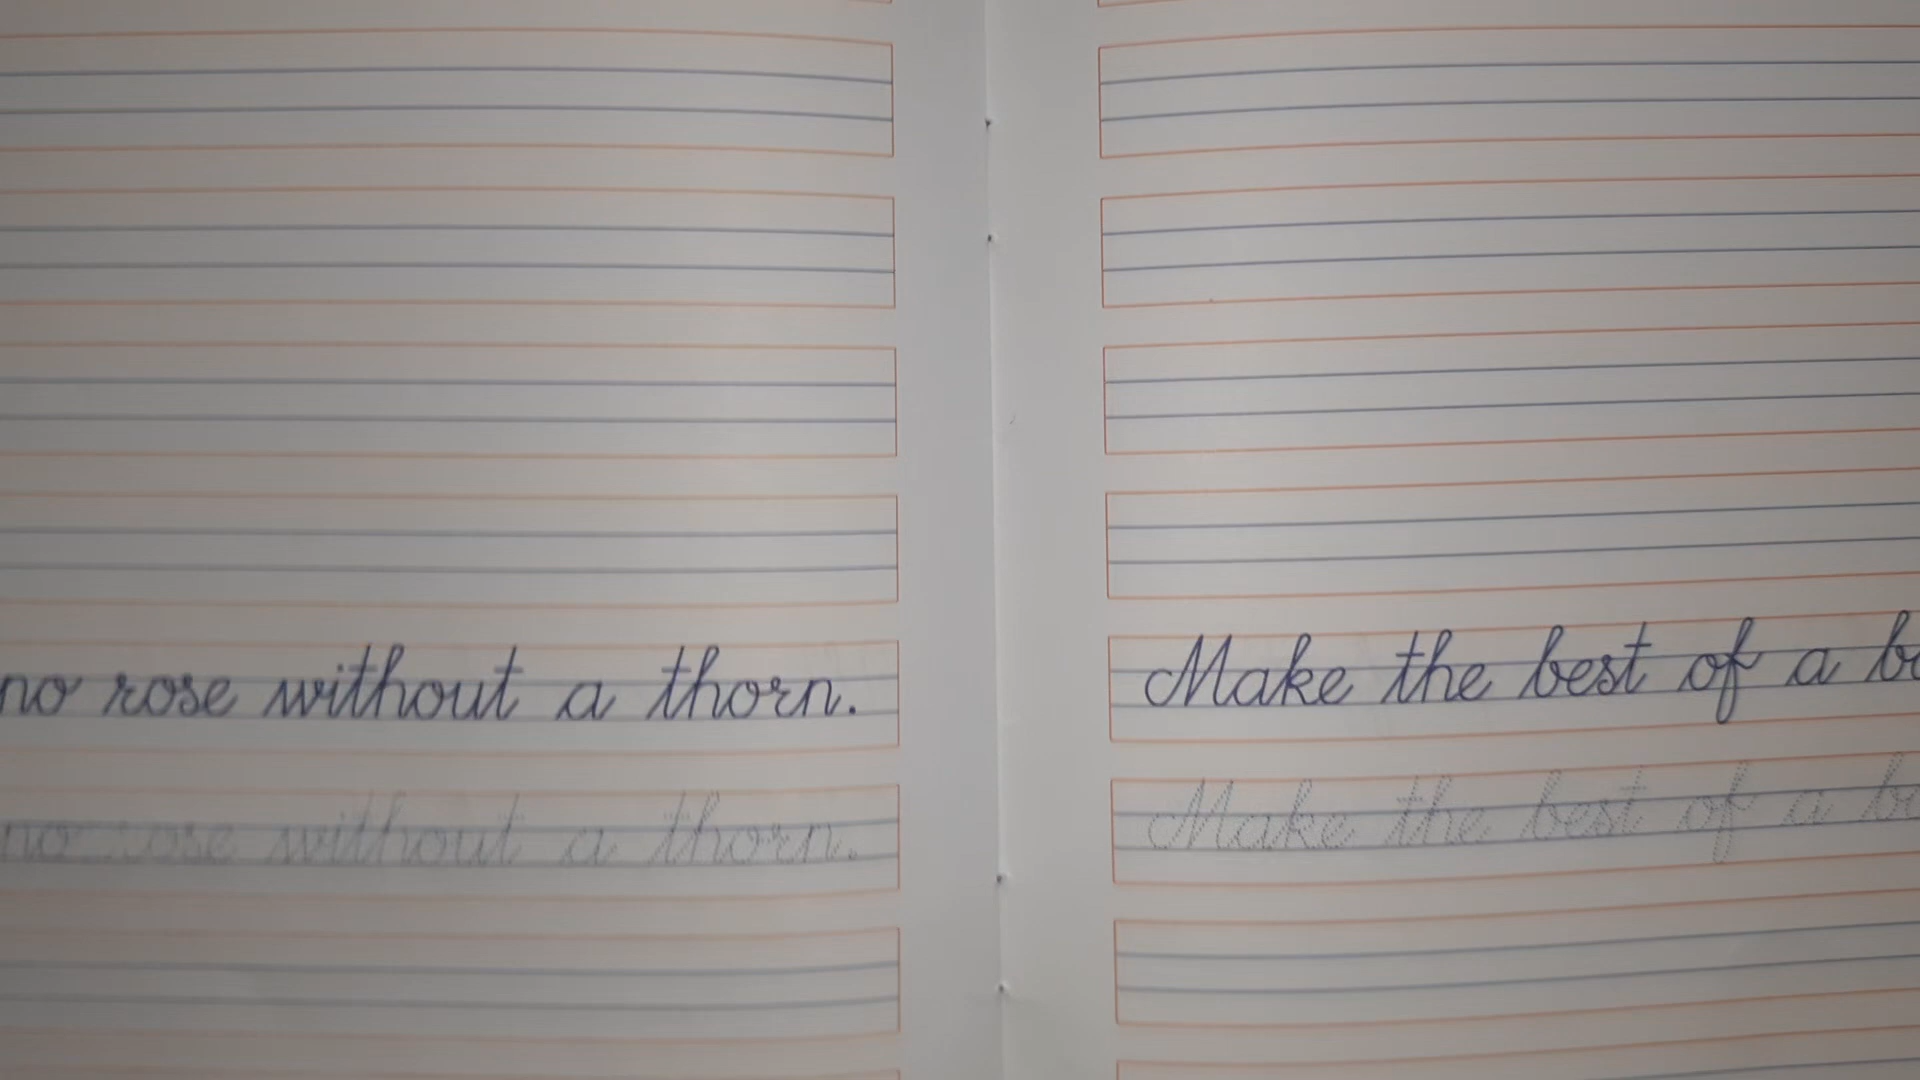 no rose without a thorn.
no rose without a thorn.
Make the best of a
Make the best of a